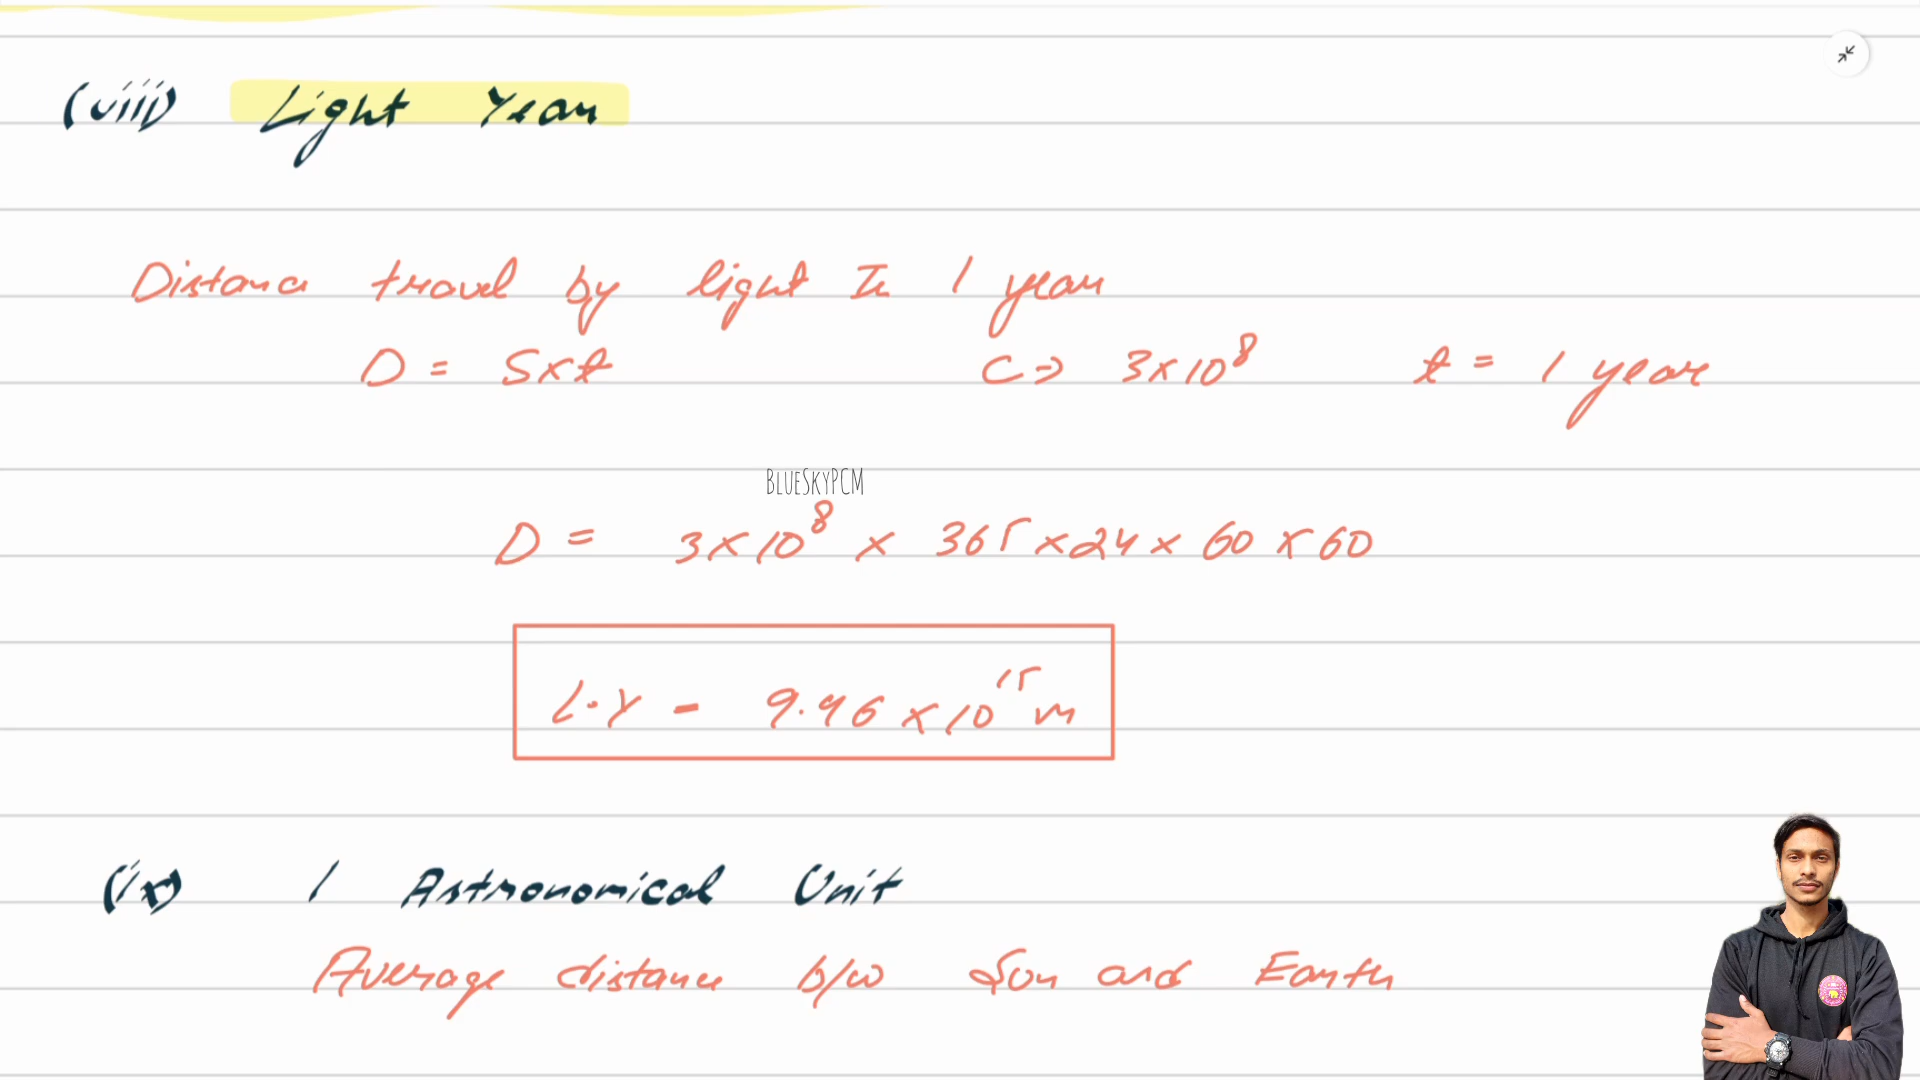 (viii) Light Year
Distance travel by light In 1 year
D = S×t C => 3×10⁸ t = 1 year
BLUESKYPCM
D = 3×10⁸ × 365×24× 60×60
L.Y - 9.46 ×10¹⁵m
(ix) 1 Astronomical Unit
Average distance b/w Sun and Earth